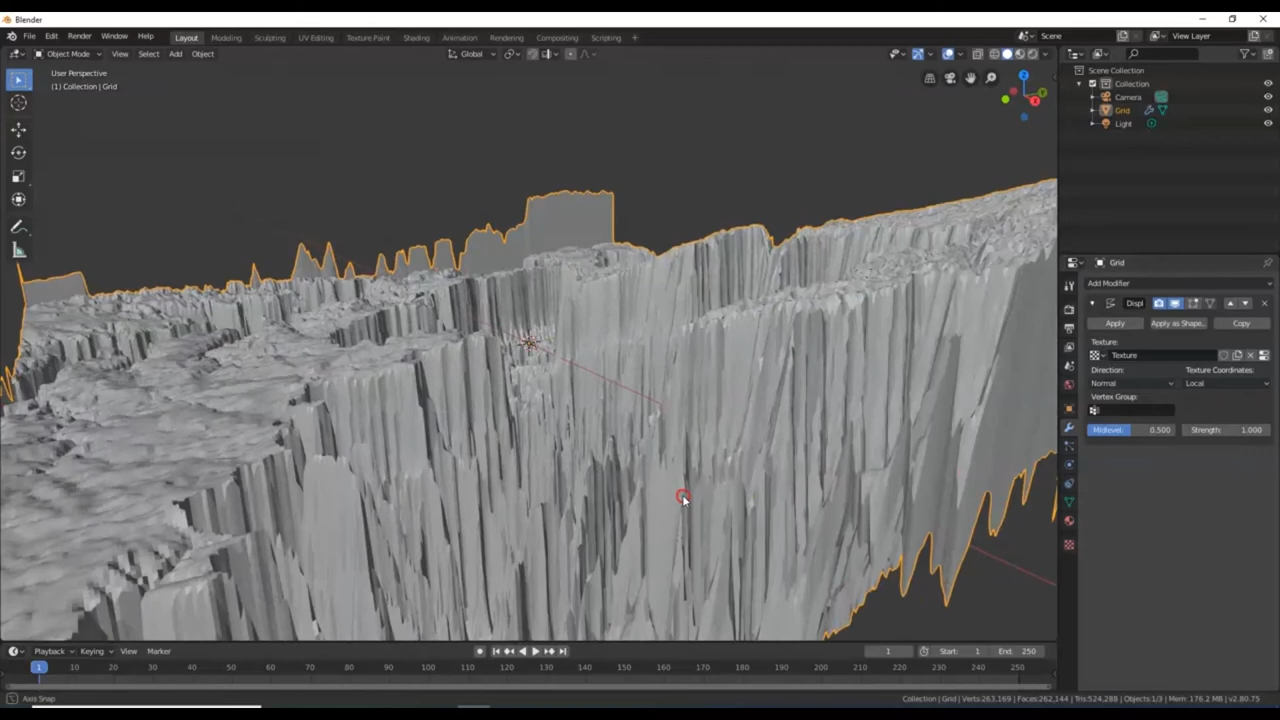 Blender
File Edit Render Window Help Layout Modeling Sculpting UV Editing Texture Paint Shading Animation Rendering Compositing Scripting + Scene View Layer
Object Mode View Select Add Object Global
User Perspective
(1) Collection | Grid
Z
Y
X
Scene Collection
Collection
Camera
Grid
Light
Grid
Add Modifier
Displ
Apply Apply as Shape.. Copy
Texture:
Texture
Direction: Texture Coordinates:
Normal Local
Vertex Group:
Midlevel: 0.500 Strength: 1.000
Playback Keying View Marker 1 Start: 1 End: 250
1 10 20 30 40 50 60 70 80 90 100 110 120 130 140 150 160 170 180 190 200 210 220 230 240 250
Axis Snap
Collection | Grid | Verts:263,169 | Faces:262,144 | Tris:524,288 | Objects:1/3 | Mem: 176.2 MB | v2.80.75